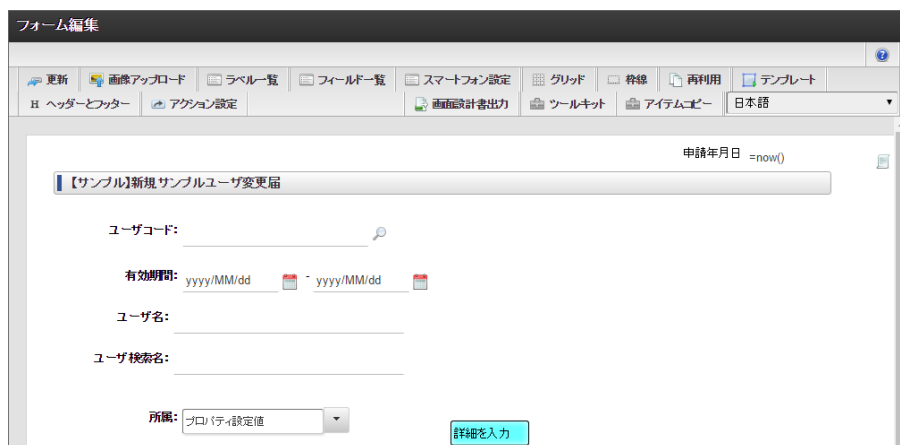 フォーム編集
更新 画像アップロード ラベル一覧 フィールド一覧 スマートフォン設定 グリッド 枠線 再利用 テンプレート
H ヘッダーとフッター アクション設定 画面設計書出力 ツールキット アイテムコピー 日本語
申請年月日 =now()
【サンプル】新規サンプルユーザ変更届
ユーザコード:
有効期間: yyyy/MM/dd - yyyy/MM/dd
ユーザ名:
ユーザ検索名:
所属: プロパティ設定値
詳細を入力